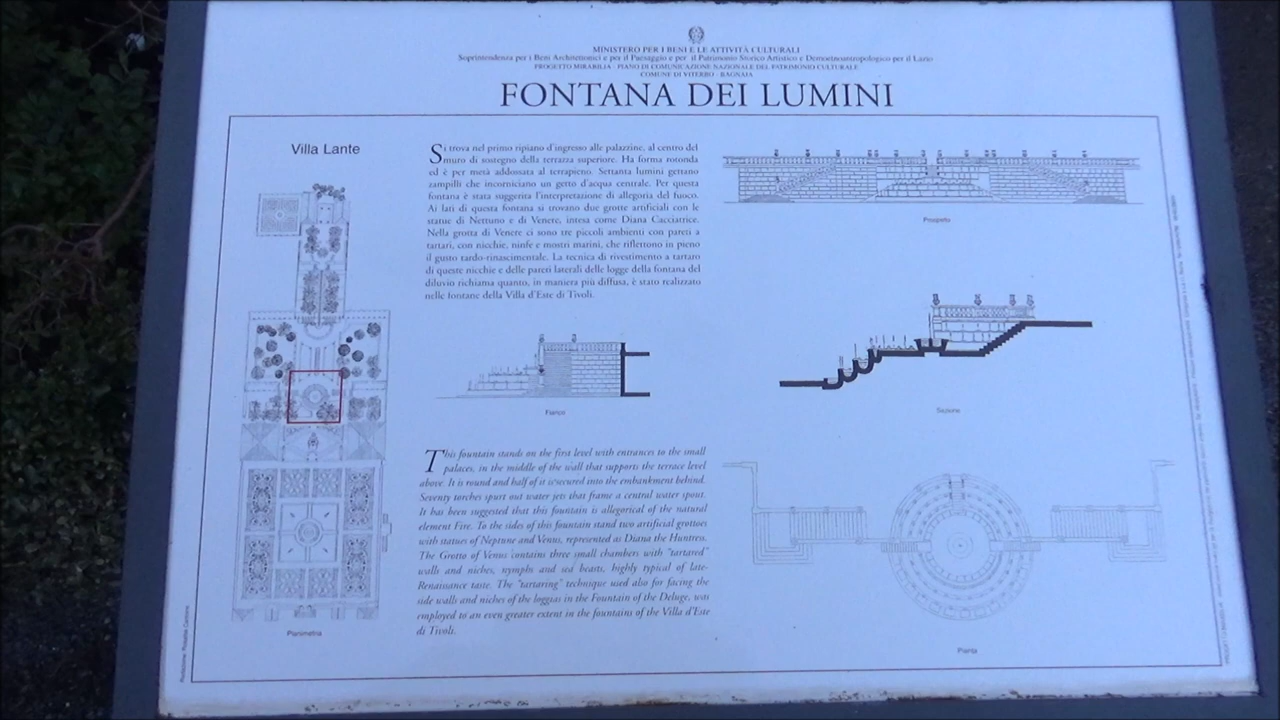 MINISTERO PER I BENI E LE ATTIVITÀ CULTURALI
Soprintendenza per i Beni Architettonici e per il Paesaggio e per il Patrimonio Storico Artistico e Demoetnoantropologico per il Lazio
PROGETTO MIRABILIA - PIANO DI COMUNICAZIONE NAZIONALE DEL PATRIMONIO CULTURALE
COMUNE DI VITERBO - BAGNAIA
FONTANA DEI LUMINI
Villa Lante
Si trova nel primo ripiano d'ingresso alle palazzine, al centro del
muro di sostegno della terrazza superiore. Ha forma rotonda
ed è per metà addossata al terrapieno. Settanta lumini gettano
zampilli che incorniciano un getto d'acqua centrale. Per questa
fontana è stata suggerita l'interpretazione di allegoria del fuoco.
Ai lati di questa fontana si trovano due grotte artificiali con le
statue di Nettuno e di Venere, intesa come Diana Cacciatrice.
Nella grotta di Venere ci sono tre piccoli ambienti con pareti a
tartari, con nicchie, ninfe e mostri marini, che riflettono in pieno
il gusto tardo-rinascimentale. La tecnica di rivestimento a tartaro
di queste nicchie e delle pareti laterali delle logge della fontana del
diluvio richiama quanto, in maniera più diffusa, è stato realizzato
nelle fontane della Villa d'Este di Tivoli.
Prospetto
Fianco
Sezione
This fountain stands on the first level with entrances to the small
palaces, in the middle of the wall that supports the terrace level
above. It is round and half of it is secured into the embankment behind.
Seventy torches spurt out water jets that frame a central water spout.
It has been suggested that this fountain is allegorical of the natural
element Fire. To the sides of this fountain stand two artificial grottoes
with statues of Neptune and Venus, represented as Diana the Huntress.
The Grotto of Venus contains three small chambers with "tartared"
walls and niches, nymphs and sea beasts, highly typical of late-
Renaissance taste. The "tartaring" technique used also for facing the
side walls and niches of the loggias in the Fountain of the Deluge, was
employed to an even greater extent in the fountains of the Villa d'Este
di Tivoli.
Planimetria
Pianta